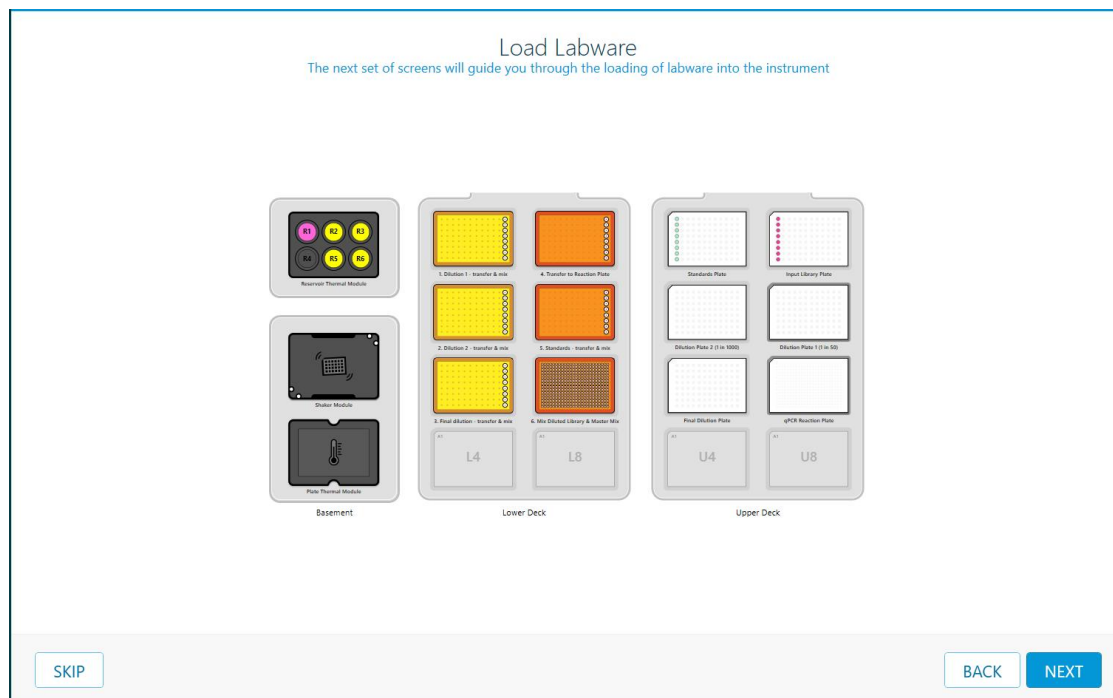 Load Labware
The next set of screens will guide you through the loading of labware into the instrument
R1 R2 R3
R4 R5 R6
Reservoir Thermal Module
Shaker Module
Plate Thermal Module
Basement
1. Dilution 1 - transfer & mix
4. Transfer to Reaction Plate
2. Dilution 2 - transfer & mix
5. Standards - transfer & mix
3. Final dilution - transfer & mix
6. Mix Diluted Library & Master Mix
A1
L4
A1
L8
Lower Deck
Standards Plate
Input Library Plate
Dilution Plate 2 (1 in 1000)
Dilution Plate 1 (1 in 50)
Final Dilution Plate
qPCR Reaction Plate
A1
U4
A1
U8
Upper Deck
SKIP
BACK
NEXT